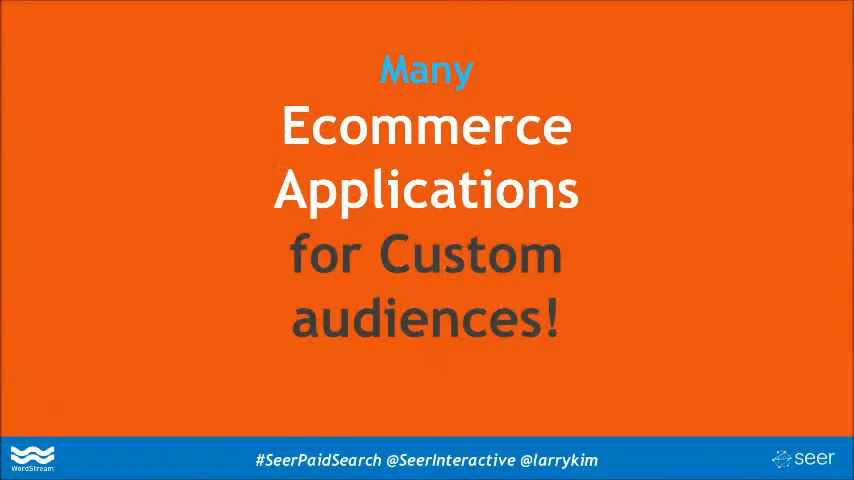 Many
Ecommerce
Applications
for Custom
audiences!
WordStream
#SeerPaidSearch @SeerInteractive @larrykim
seer